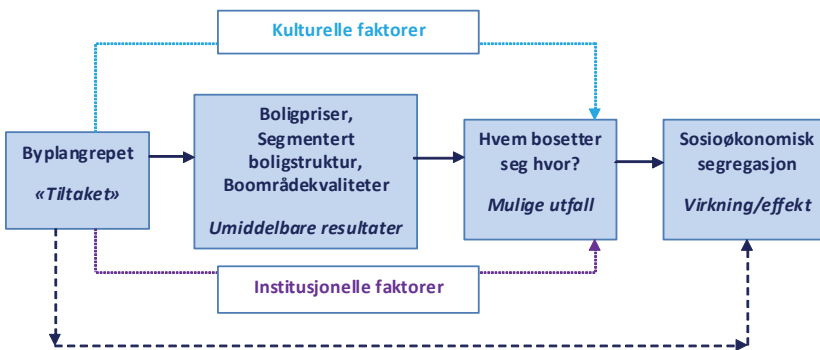 Kulturelle faktorer
Byplangrepet
«Tiltaket»
Boligpriser,
Segmentert
boligstruktur,
Boområdekvaliteter
Umiddelbare resultater
Hvem bosetter
seg hvor?
Mulige utfall
Sosioøkonomisk
segregasjon
Virkning/effekt
Institusjonelle faktorer